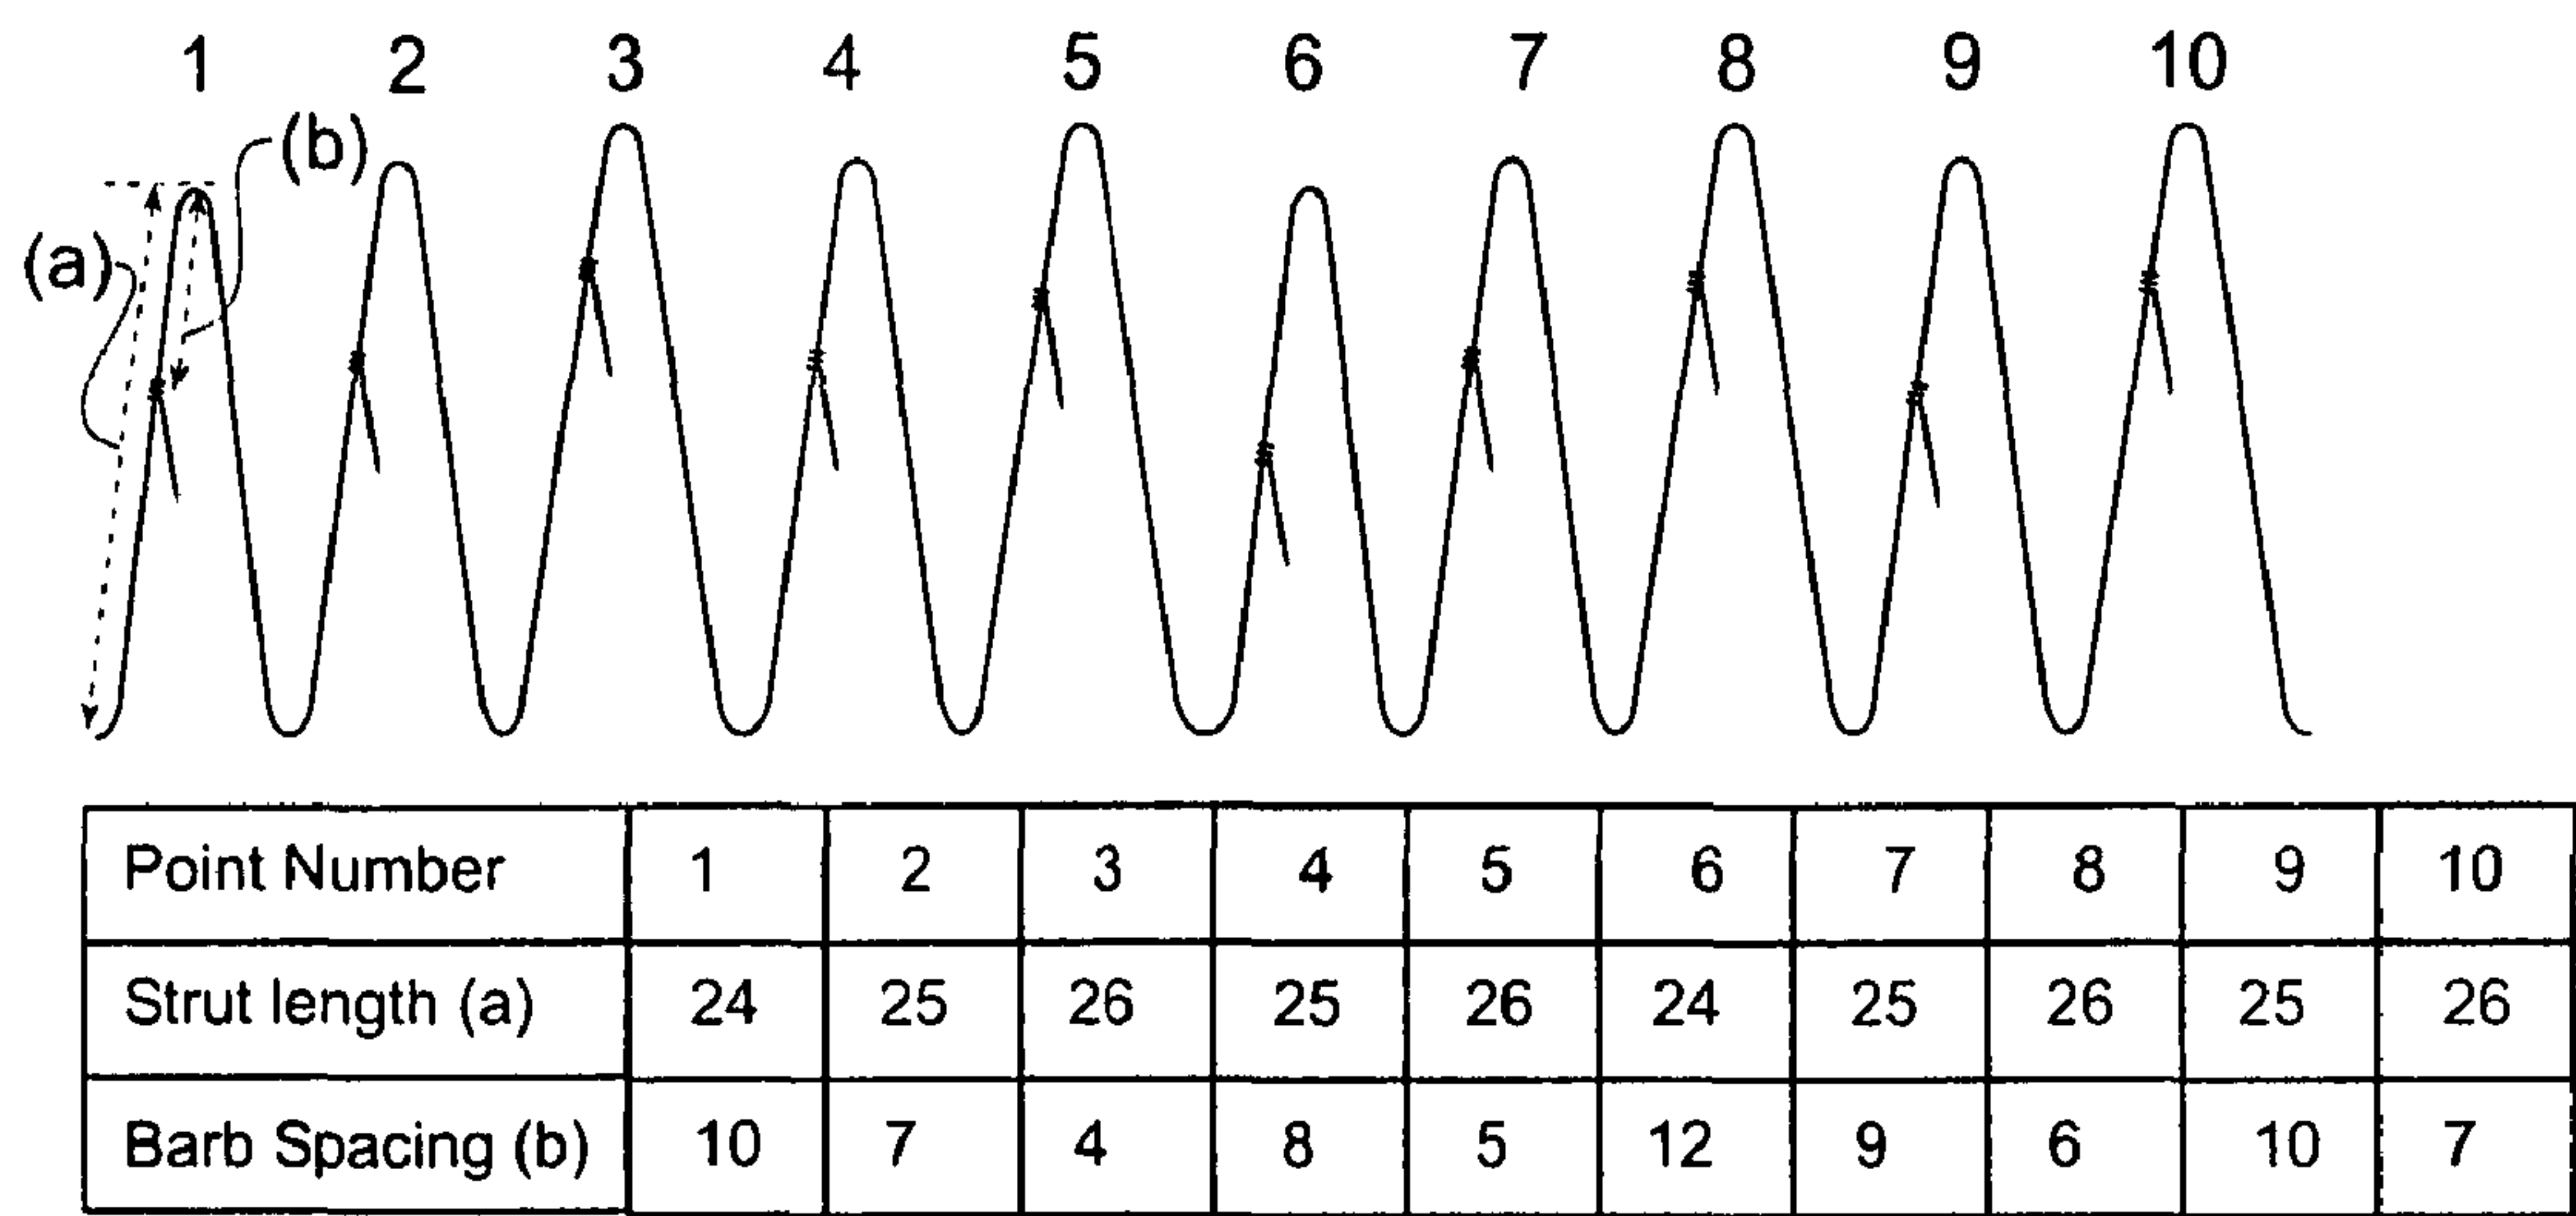 1 2 3 4 5 6 7 8 9 10
(b)
(a)
Point Number 1 2 3 4 5 6 7 8 9 10
Strut length (a) 24 25 26 25 26 24 25 26 25 26
Barb Spacing (b) 10 7 4 8 5 12 9 6 10 7